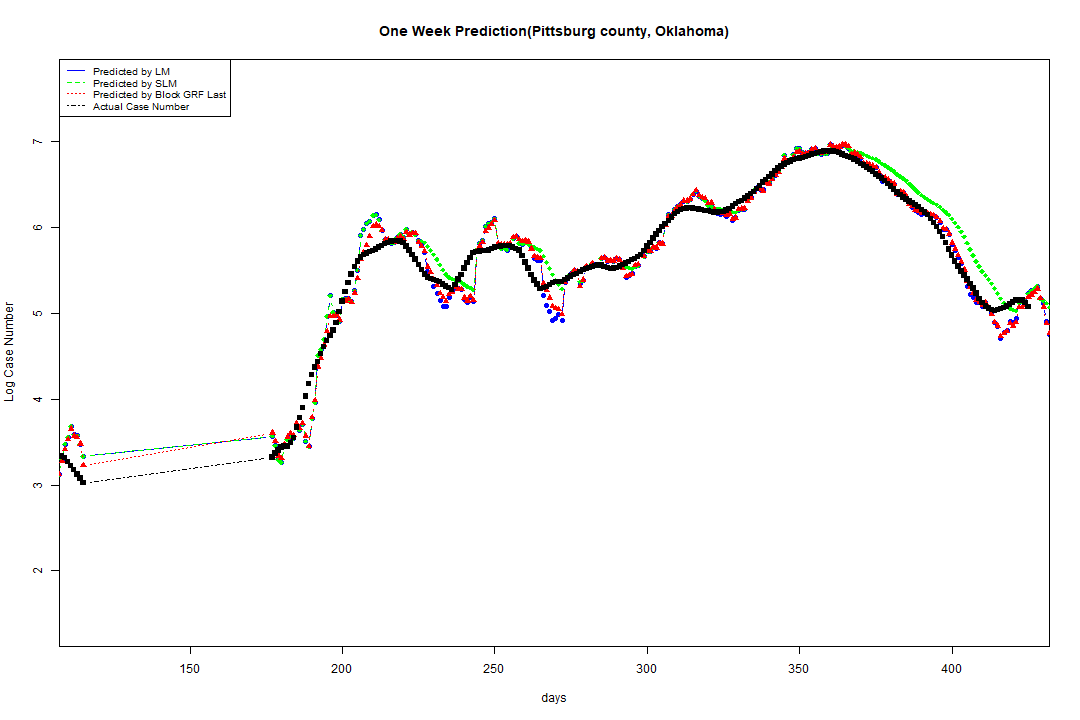 One Week Prediction(Pittsburg county, Oklahoma)
Predicted by LM
Predicted by SLM
Predicted by Block GRF Last
Actual Case Number
7
6
5
4
3
2
Log Case Number
150 200 250 300 350 400
days